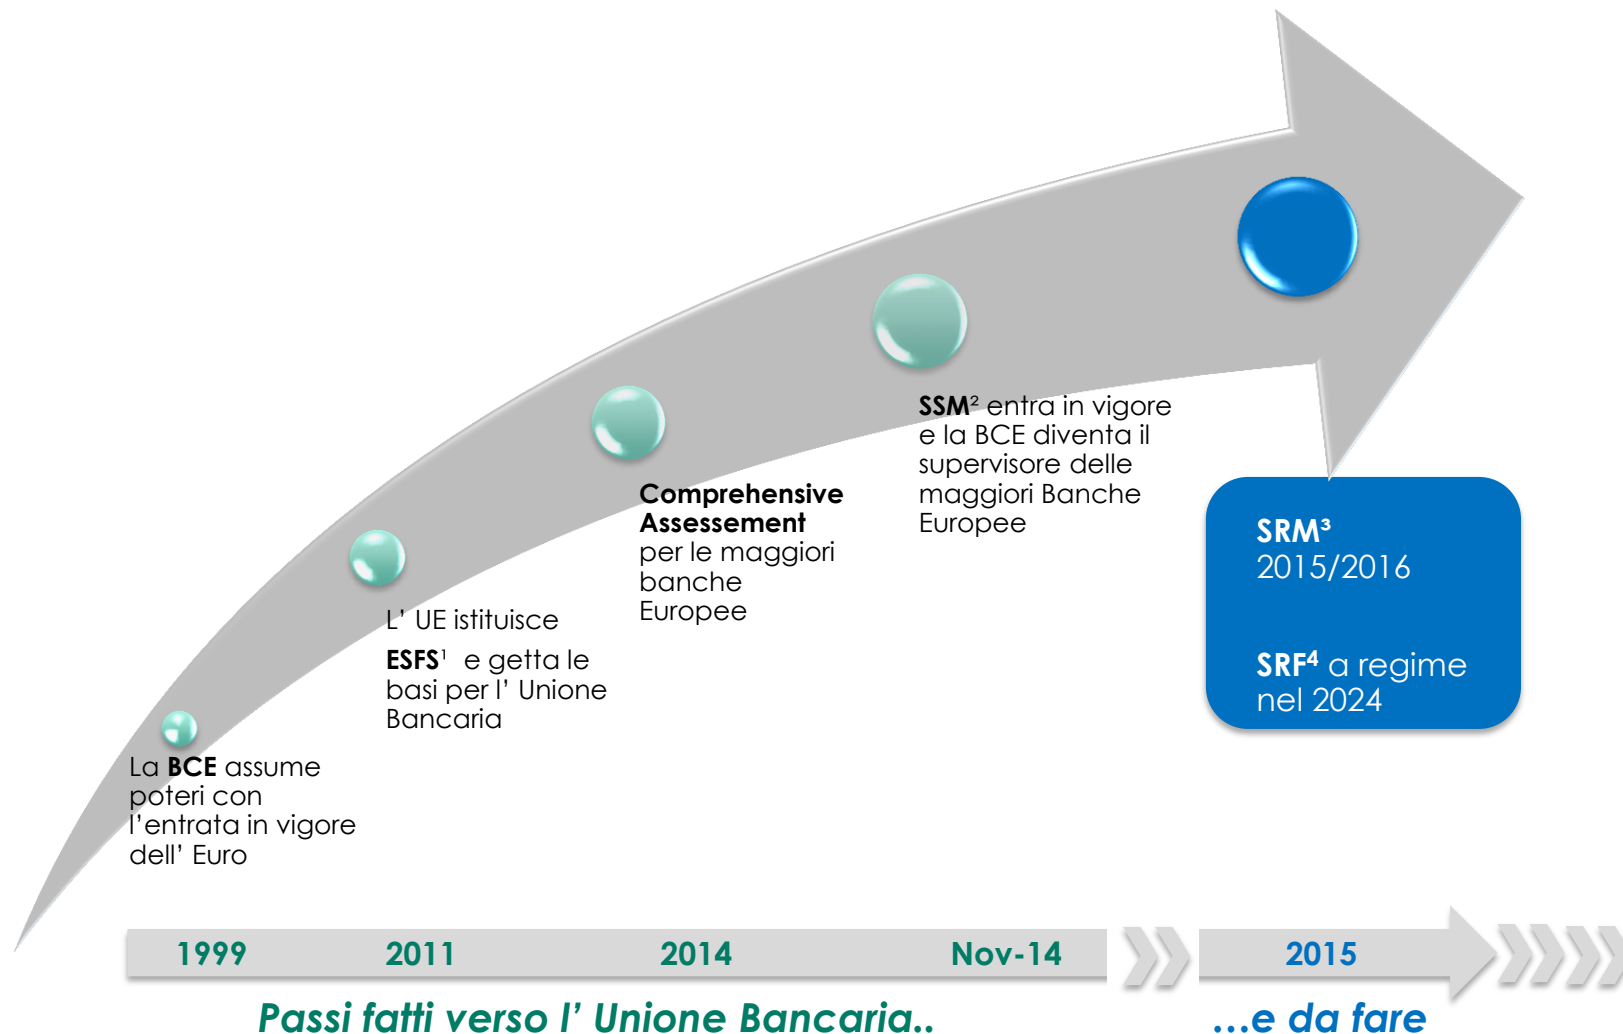 La BCE assume
poteri con
l’entrata in vigore
dell’ Euro
L’ UE istituisce
ESFS¹ e getta le
basi per l’ Unione
Bancaria
Comprehensive
Assessement
per le maggiori
banche
Europee
SSM² entra in vigore
e la BCE diventa il
supervisore delle
maggiori Banche
Europee
SRM³
2015/2016
SRF⁴ a regime
nel 2024
1999
2011
2014
Nov-14
2015
Passi fatti verso l’ Unione Bancaria..
...e da fare